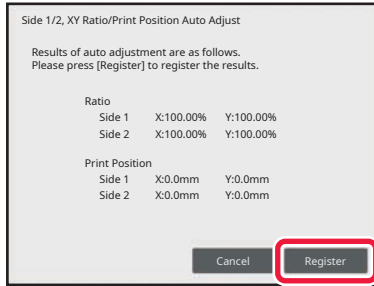 Side 1/2, XY Ratio/Print Position Auto Adjust
Results of auto adjustment are as follows.
Please press [Register] to register the results.
Ratio
Side 1 X:100.00% Y:100.00%
Side 2 X:100.00% Y:100.00%
Print Position
Side 1 X:0.0mm Y:0.0mm
Side 2 X:0.0mm Y:0.0mm
Cancel Register